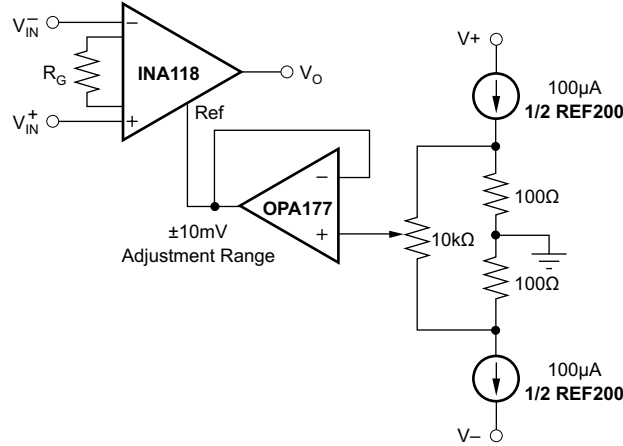 V−IN
RG
V+IN
−
+
INA118
VO
Ref
−
+
OPA177
±10mV
Adjustment Range
10kΩ
V+
100µA
1/2 REF200
100Ω
100Ω
100µA
1/2 REF200
V–